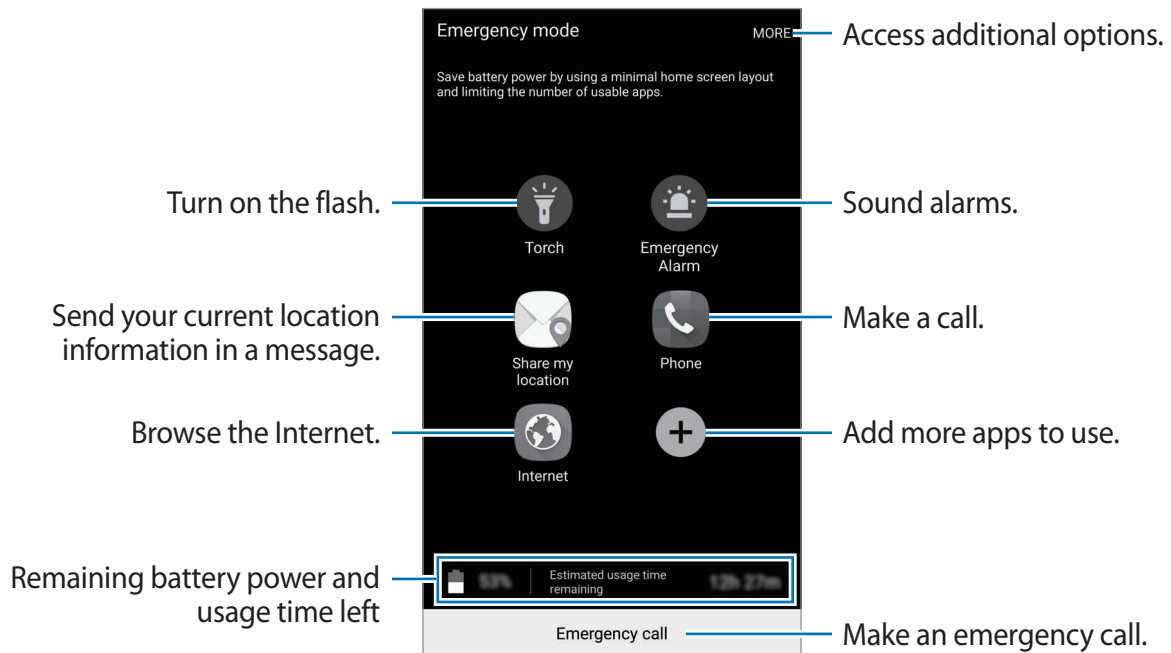 Emergency mode
MORE
Access additional options.
Save battery power by using a minimal home screen layout
and limiting the number of usable apps.
Turn on the flash.
Torch
Emergency
Alarm
Sound alarms.
Send your current location
information in a message.
Share my
location
Phone
Make a call.
Browse the Internet.
Internet
Add more apps to use.
Remaining battery power and
usage time left
53%
Estimated usage time
remaining
12h 27m
Emergency call
Make an emergency call.